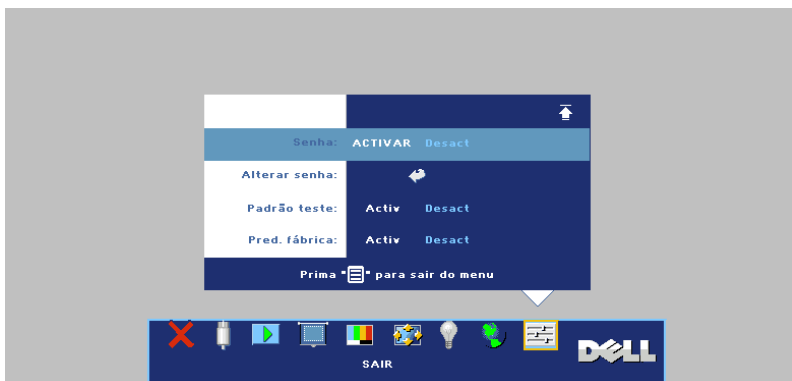 Senha: ACTIVAR Desact
Alterar senha:
Padrão teste: Activ Desact
Pred. fábrica: Activ Desact
Prima "" para sair do menu
SAIR
DELL